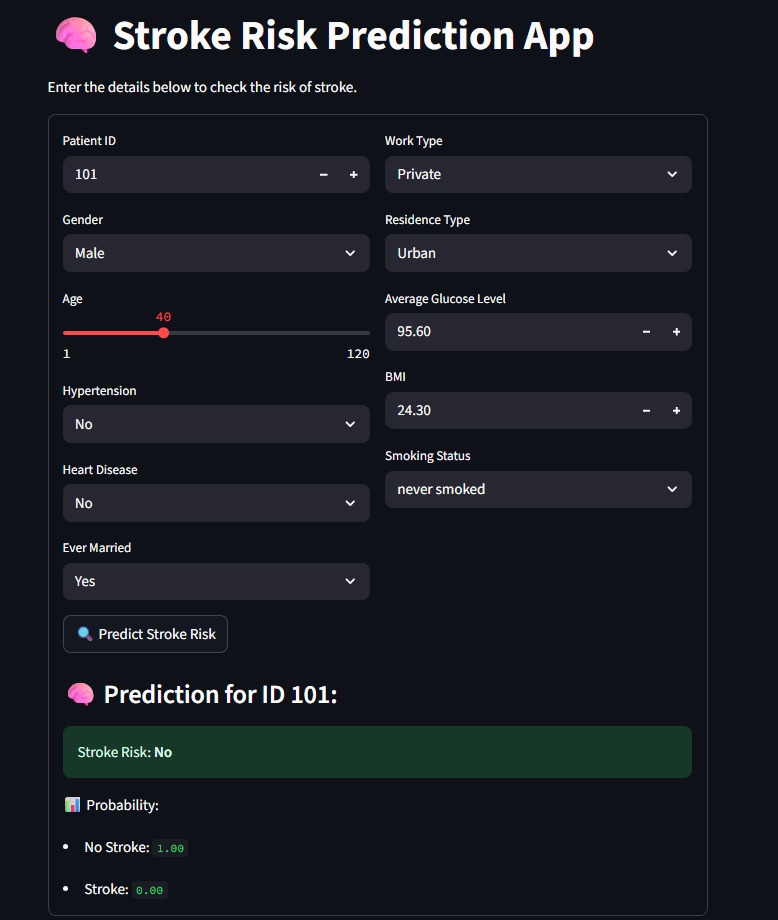 Stroke Risk Prediction App
Enter the details below to check the risk of stroke.
Patient ID
101
Gender
Male
Age
40
1 120
Hypertension
No
Heart Disease
No
Ever Married
Yes
Work Type
Private
Residence Type
Urban
Average Glucose Level
95.60
BMI
24.30
Smoking Status
never smoked
Predict Stroke Risk
Prediction for ID 101:
Stroke Risk: No
Probability:
No Stroke: 1.00
Stroke: 0.00